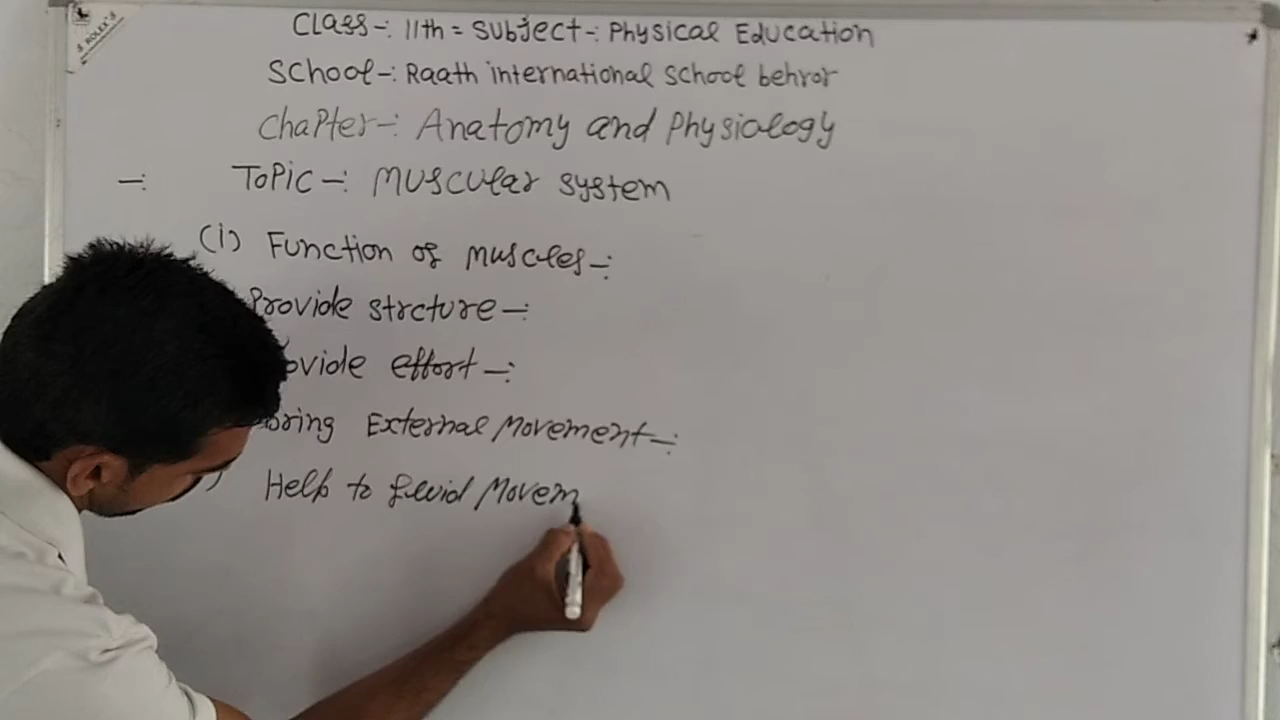 S ROLEX'S
Class-: 11th = Subject-: Physical Education
School-: Raath international school behror
Chapter-: Anatomy and Physiology
-: Topic-: Muscular system
(i) Function of muscles-:
Provide strcture-:
ovide effort-:
External Movement-:
) Help to fluid Movem